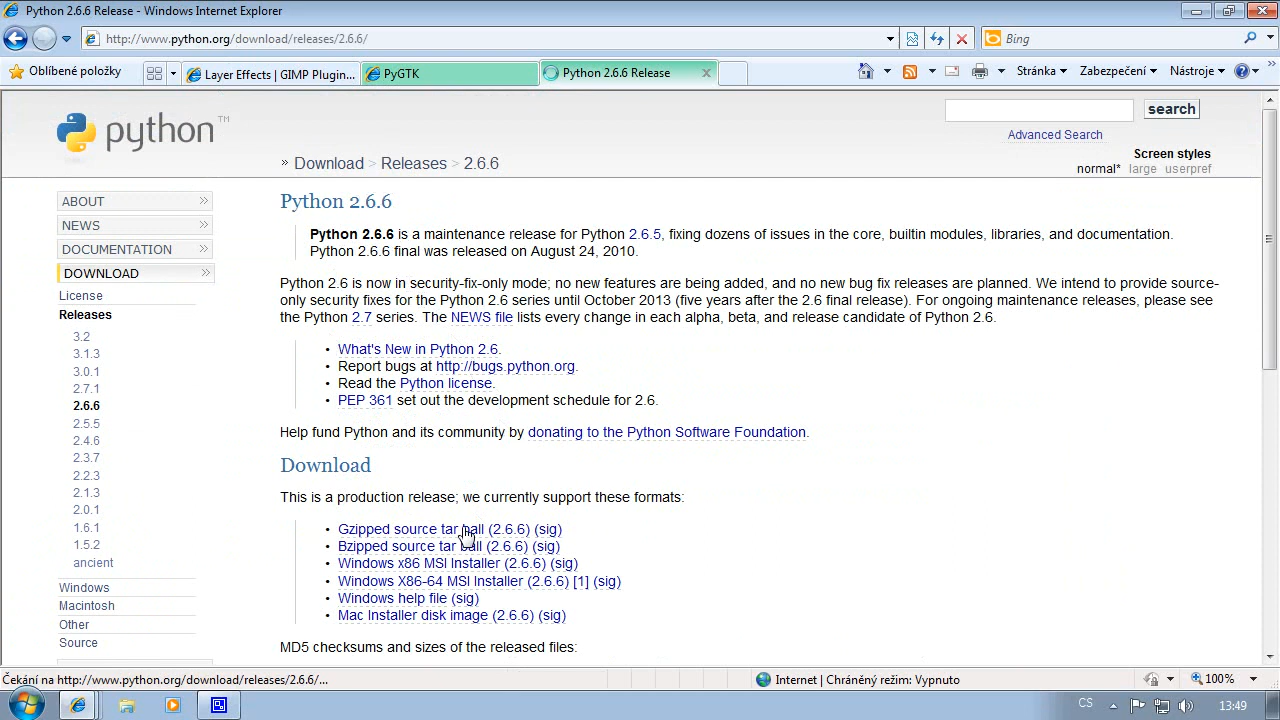 Python 2.6.6 Release - Windows Internet Explorer
http://www.python.org/download/releases/2.6.6/
Bing
Oblíbené položky
Layer Effects | GIMP Plugin...
PyGTK
Python 2.6.6 Release
Stránka
Zabezpečení
Nástroje
python TM
search
Advanced Search
» Download > Releases > 2.6.6
Screen styles
normal* large userpref
ABOUT
NEWS
DOCUMENTATION
DOWNLOAD
License
Releases
3.2
3.1.3
3.0.1
2.7.1
2.6.6
2.5.5
2.4.6
2.3.7
2.2.3
2.1.3
2.0.1
1.6.1
1.5.2
ancient
Windows
Macintosh
Other
Source
Python 2.6.6
Python 2.6.6 is a maintenance release for Python 2.6.5, fixing dozens of issues in the core, builtin modules, libraries, and documentation.
Python 2.6.6 final was released on August 24, 2010.
Python 2.6 is now in security-fix-only mode; no new features are being added, and no new bug fix releases are planned. We intend to provide source-
only security fixes for the Python 2.6 series until October 2013 (five years after the 2.6 final release). For ongoing maintenance releases, please see
the Python 2.7 series. The NEWS file lists every change in each alpha, beta, and release candidate of Python 2.6.
• What's New in Python 2.6.
• Report bugs at http://bugs.python.org.
• Read the Python license.
• PEP 361 set out the development schedule for 2.6.
Help fund Python and its community by donating to the Python Software Foundation.
Download
This is a production release; we currently support these formats:
• Gzipped source tar ball (2.6.6) (sig)
• Bzipped source tar ball (2.6.6) (sig)
• Windows x86 MSI Installer (2.6.6) (sig)
• Windows X86-64 MSI Installer (2.6.6) [1] (sig)
• Windows help file (sig)
• Mac Installer disk image (2.6.6) (sig)
MD5 checksums and sizes of the released files:
Čekání na http://www.python.org/download/releases/2.6.6/...
Internet | Chráněný režim: Vypnuto
100%
CS
13:49